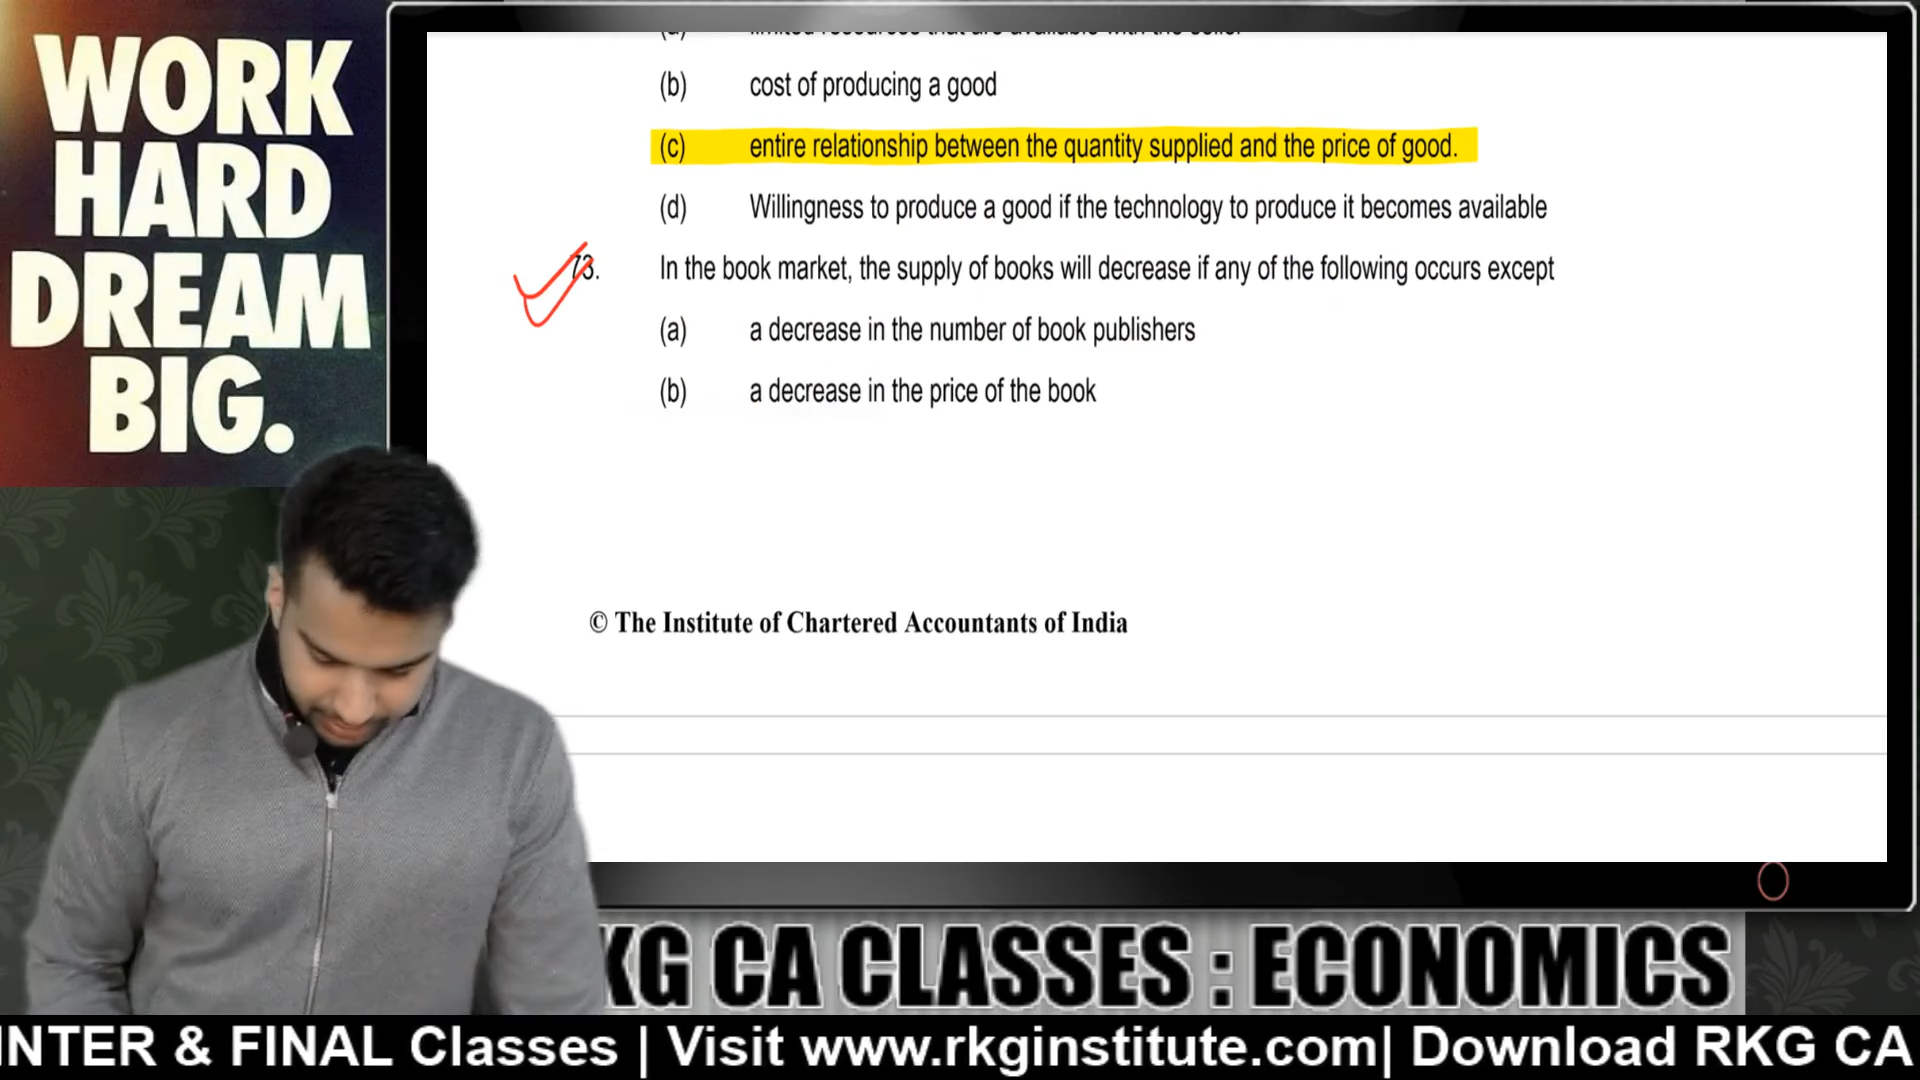 WORK
HARD
DREAM
BIG.
(b) cost of producing a good
(c) entire relationship between the quantity supplied and the price of good.
(d) Willingness to produce a good if the technology to produce it becomes available
73. In the book market, the supply of books will decrease if any of the following occurs except
(a) a decrease in the number of book publishers
(b) a decrease in the price of the book
© The Institute of Chartered Accountants of India
KG CA CLASSES : ECONOMICS
INTER & FINAL Classes | Visit www.rkginstitute.com| Download RKG CA